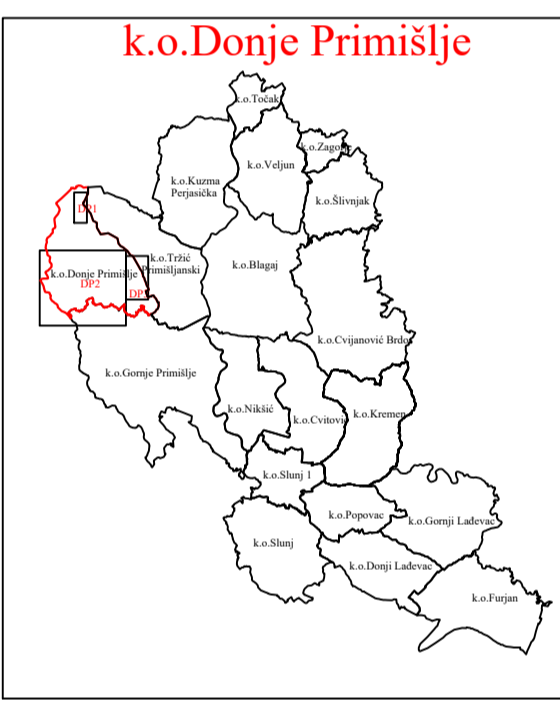 k.o.Donje Primišlje
k.o.Točak
k.o.Zagorje
k.o.Veljun
k.o.Kuzma
Perjasička
k.o.Šlivnjak
DP1
k.o.Tržić
Primišljanski
k.o.Blagaj
k.o.Donje Primišlje
DP2
DP3
k.o.Cvijanović Brdo
k.o.Gornje Primišlje
k.o.Nikšić
k.o.Cvitović
k.o.Kremen
k.o.Slunj 1
k.o.Popovac
k.o.Gornji Lađevac
k.o.Slunj
k.o.Donji Lađevac
k.o.Furjan